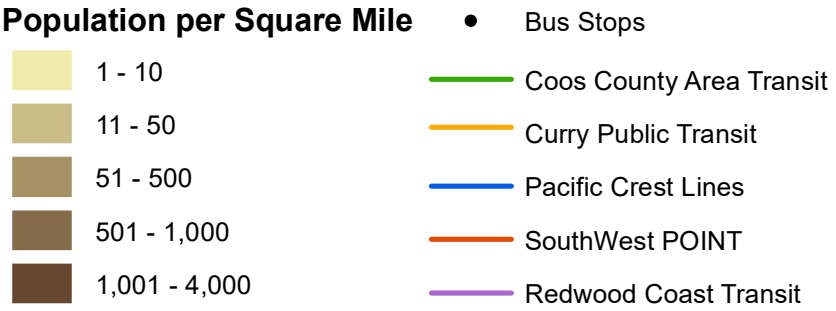 Population per Square Mile
1 - 10
11 - 50
51 - 500
501 - 1,000
1,001 - 4,000
Bus Stops
Coos County Area Transit
Curry Public Transit
Pacific Crest Lines
SouthWest POINT
Redwood Coast Transit